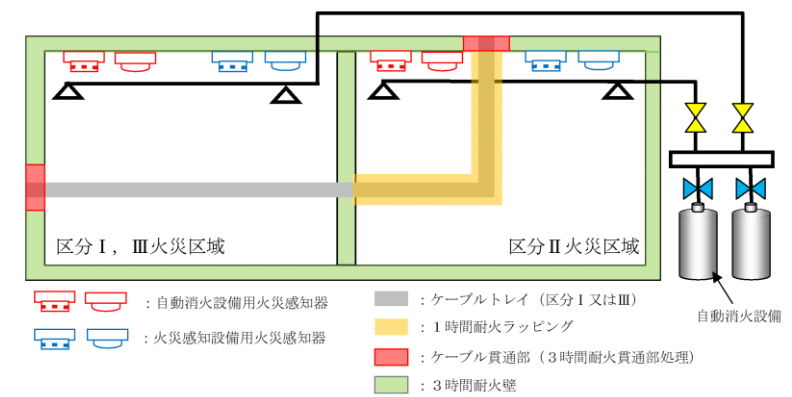 区分Ⅰ，Ⅲ火災区域
区分Ⅱ火災区域
自動消火設備
：自動消火設備用火災感知器
：火災感知設備用火災感知器
：ケーブルトレイ（区分Ⅰ又はⅢ）
：１時間耐火ラッピング
：ケーブル貫通部（３時間耐火貫通部処理）
：３時間耐火壁